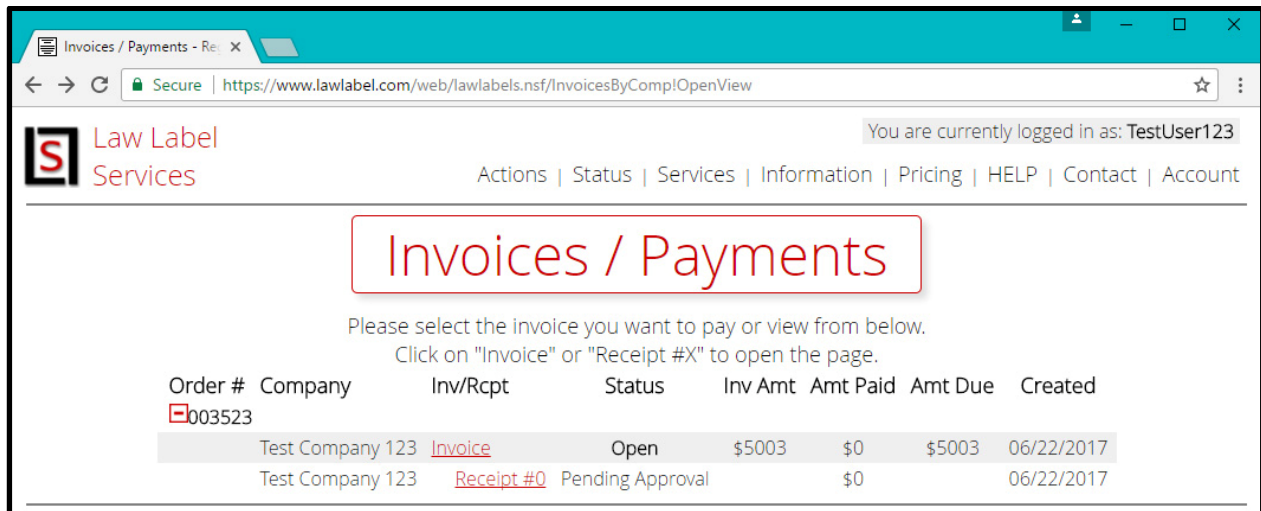 Invoices / Payments - Re
Secure | https://www.lawlabel.com/web/lawlabels.nsf/InvoicesByComp!OpenView
You are currently logged in as: TestUser123
LS Law Label
Services
Actions | Status | Services | Information | Pricing | HELP | Contact | Account
Invoices / Payments
Please select the invoice you want to pay or view from below.
Click on "Invoice" or "Receipt #X" to open the page.
Order # Company Inv/Rcpt Status Inv Amt Amt Paid Amt Due Created
003523
Test Company 123 Invoice Open $5003 $0 $5003 06/22/2017
Test Company 123 Receipt #0 Pending Approval $0 06/22/2017